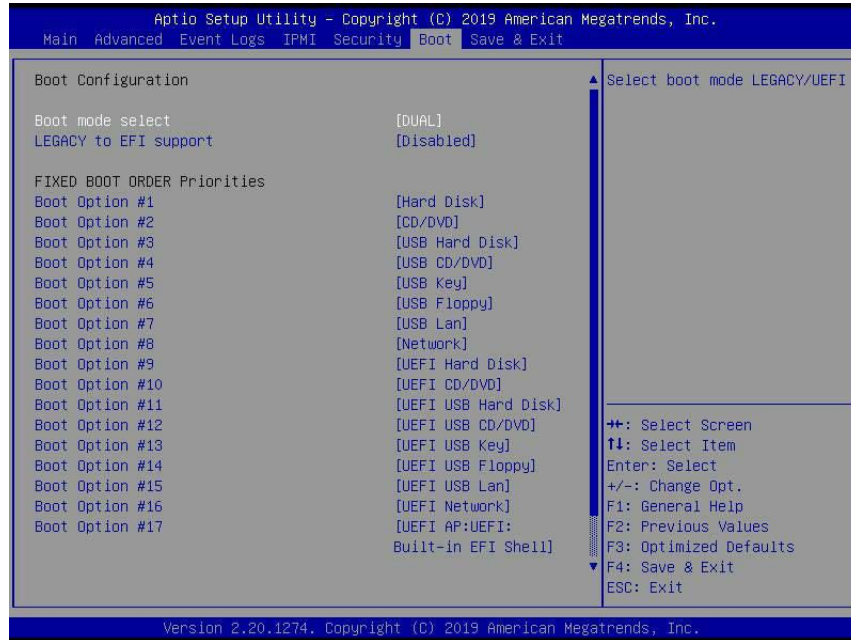 Aptio Setup Utility – Copyright (C) 2019 American Megatrends, Inc.
Main Advanced Event Logs IPMI Security Boot Save & Exit
Boot Configuration
Boot mode select [DUAL]
LEGACY to EFI support [Disabled]
FIXED BOOT ORDER Priorities
Boot Option #1 [Hard Disk]
Boot Option #2 [CD/DVD]
Boot Option #3 [USB Hard Disk]
Boot Option #4 [USB CD/DVD]
Boot Option #5 [USB Key]
Boot Option #6 [USB Floppy]
Boot Option #7 [USB Lan]
Boot Option #8 [Network]
Boot Option #9 [UEFI Hard Disk]
Boot Option #10 [UEFI CD/DVD]
Boot Option #11 [UEFI USB Hard Disk]
Boot Option #12 [UEFI USB CD/DVD]
Boot Option #13 [UEFI USB Key]
Boot Option #14 [UEFI USB Floppy]
Boot Option #15 [UEFI USB Lan]
Boot Option #16 [UEFI Network]
Boot Option #17 [UEFI AP:UEFI:
Built-in EFI Shell]
Select boot mode LEGACY/UEFI
→←: Select Screen
↑↓: Select Item
Enter: Select
+/-: Change Opt.
F1: General Help
F2: Previous Values
F3: Optimized Defaults
F4: Save & Exit
ESC: Exit
Version 2.20.1274. Copyright (C) 2019 American Megatrends, Inc.